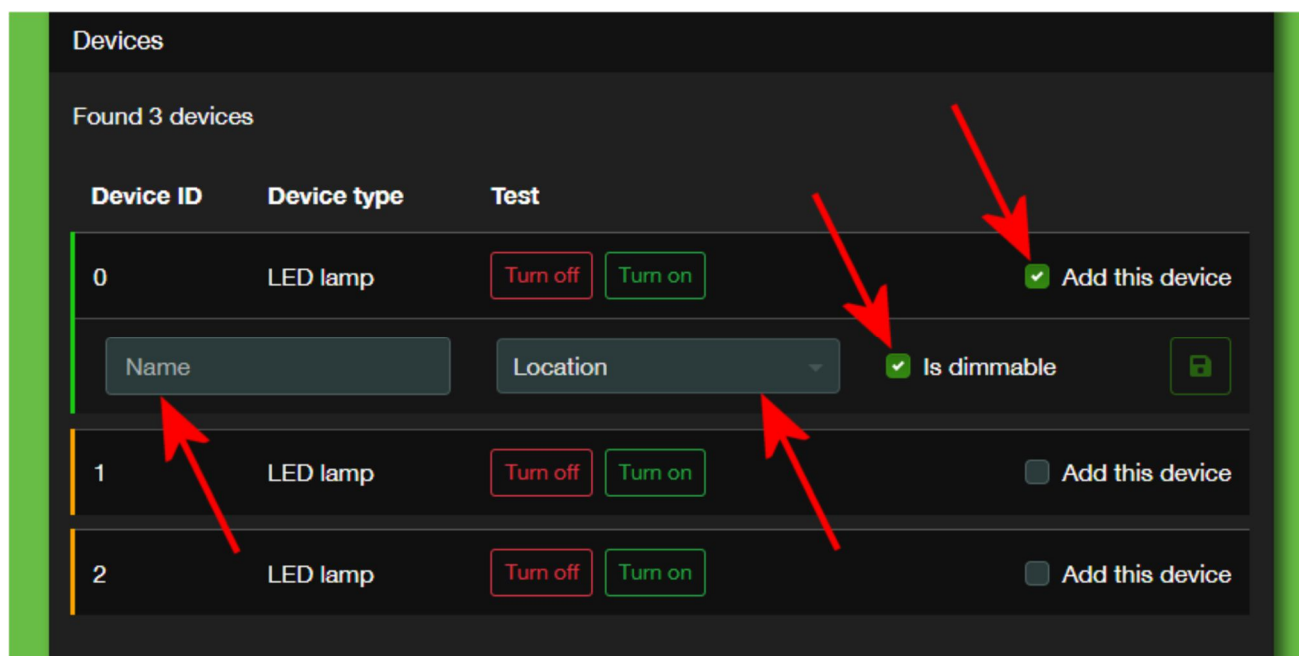 Devices
Found 3 devices
Device ID Device type Test
0 LED lamp Turn off Turn on Add this device
Name Location Is dimmable
1 LED lamp Turn off Turn on Add this device
2 LED lamp Turn off Turn on Add this device